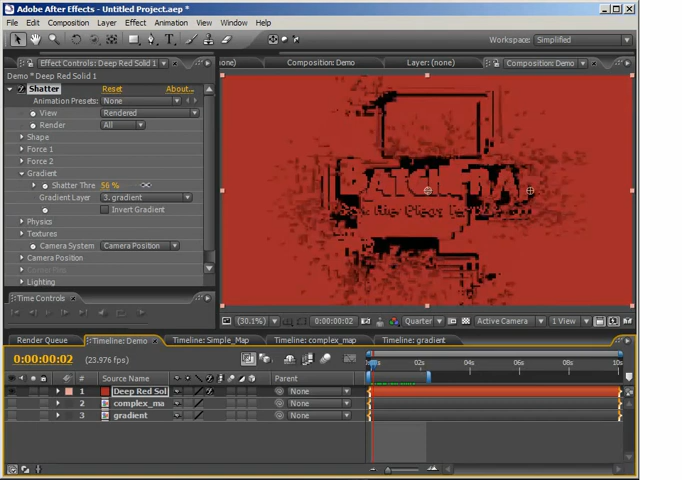 Adobe After Effects - Untitled Project.aep *
File Edit Composition Layer Effect Animation View Window Help
Workspace: Simplified
Effect Controls: Deep Red Solid 1
one) Composition: Demo Layer: (none) Composition: Demo
Demo * Deep Red Solid 1
Shatter Reset About...
Animation Presets: None
View Rendered
Render All
Shape
Force 1
Force 2
Gradient
Shatter Thre 56 %
Gradient Layer 3. gradient
Invert Gradient
Physics
Textures
Camera System Camera Position
Camera Position
Lighting
Time Controls
(30.1%) 0:00:00:02 Quarter Active Camera 1 View
Render Queue Timeline: Demo Timeline: Simple_Map Timeline: complex_map Timeline: gradient
0:00:00:02 (23.976 fps)
02s 04s 06s 08s 10s
# Source Name Parent
1 Deep Red Sol None
2 complex_ma None
3 gradient None